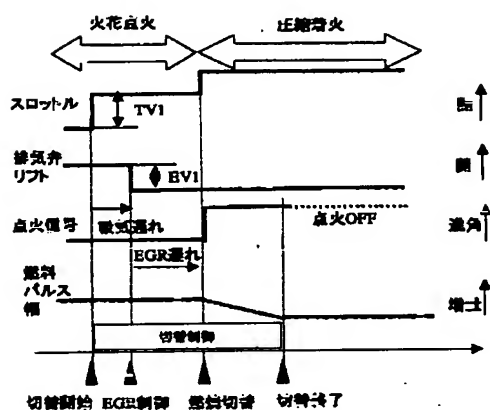 火花点火 圧縮着火
スロットル TV1 開
排気弁
リフト EV1 開
点火信号 吸気遅れ 点火OFF 進角
EGR遅れ
燃料
パルス
幅 増士
切替制御
切替開始 EGR制御 燃焼切替 切替終了